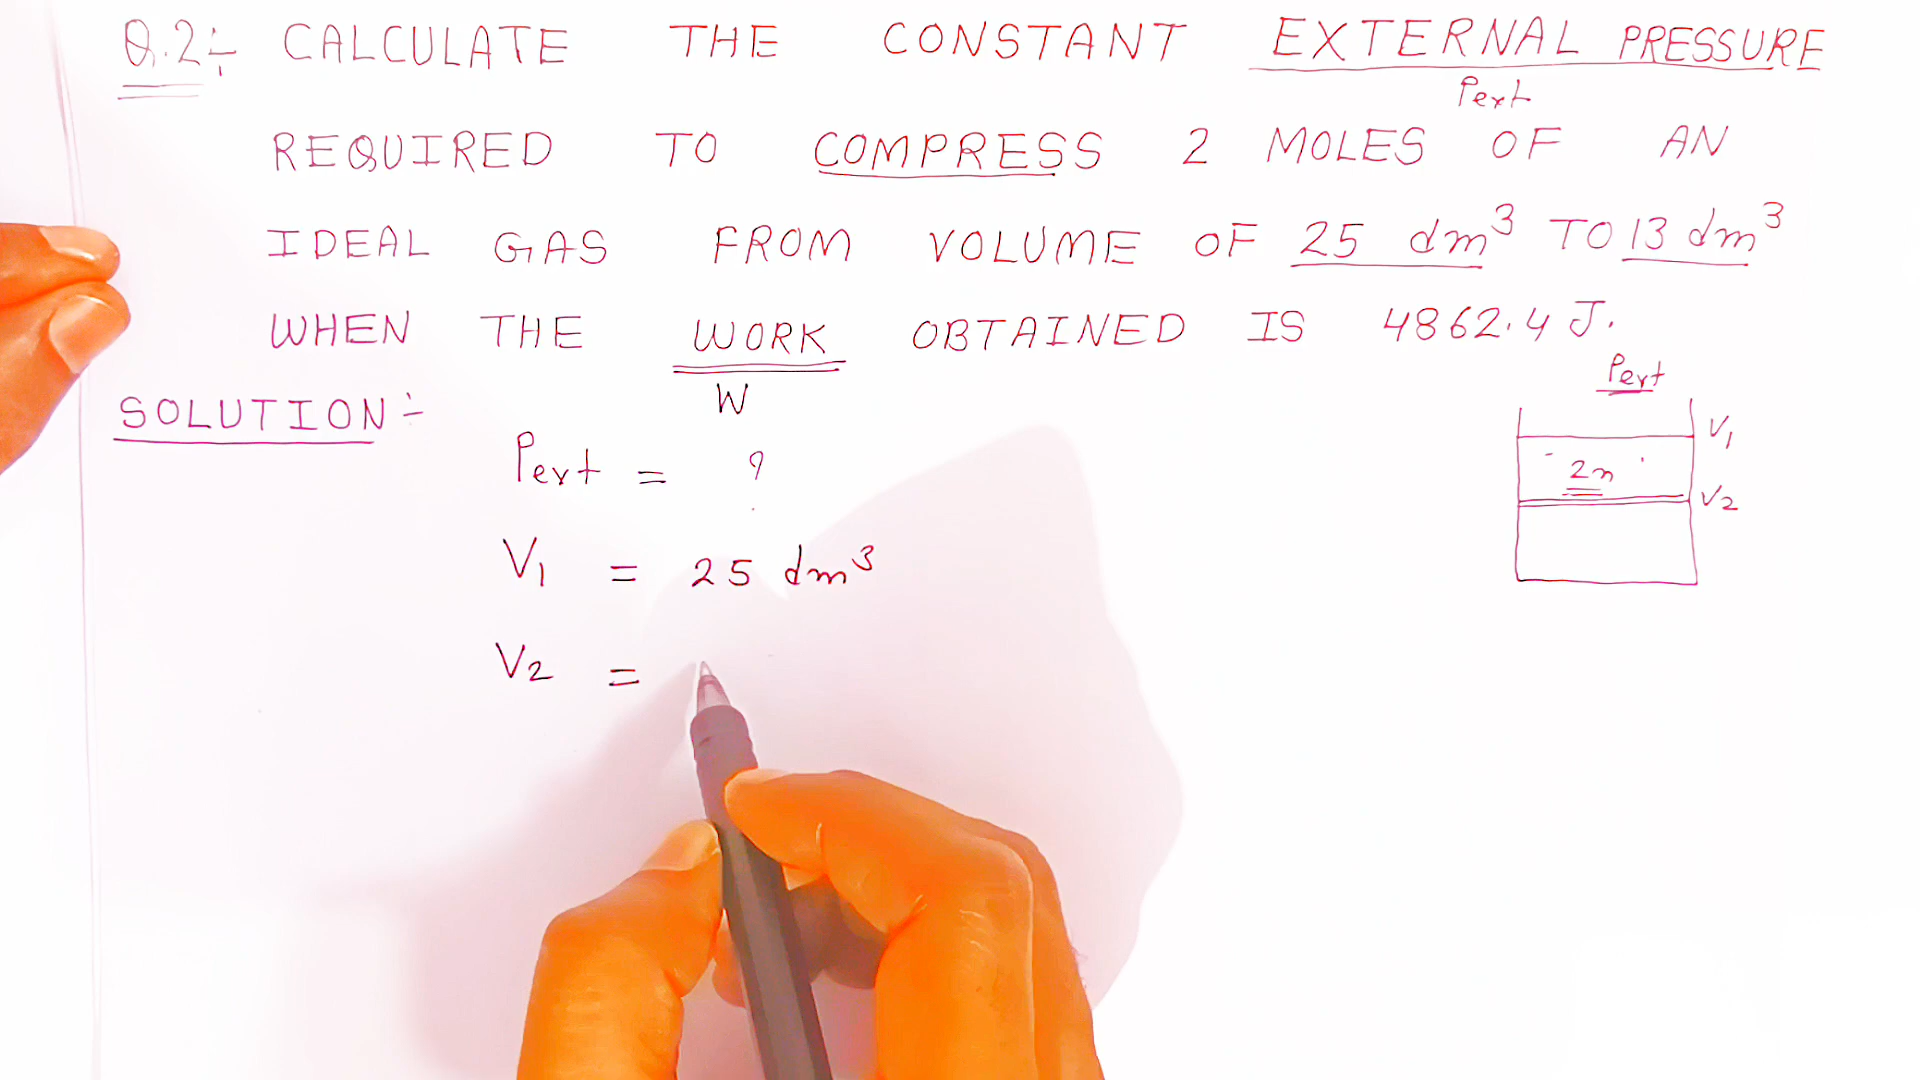 Q.2:- CALCULATE THE CONSTANT EXTERNAL PRESSURE
Pext
REQUIRED TO COMPRESS 2 MOLES OF AN
IDEAL GAS FROM VOLUME OF 25 dm³ TO 13 dm³
WHEN THE WORK OBTAINED IS 4862.4 J.
W
SOLUTION:-
Pext = ?
V₁ = 25 dm³
V₂ =
Pext
V₁
2n
V₂